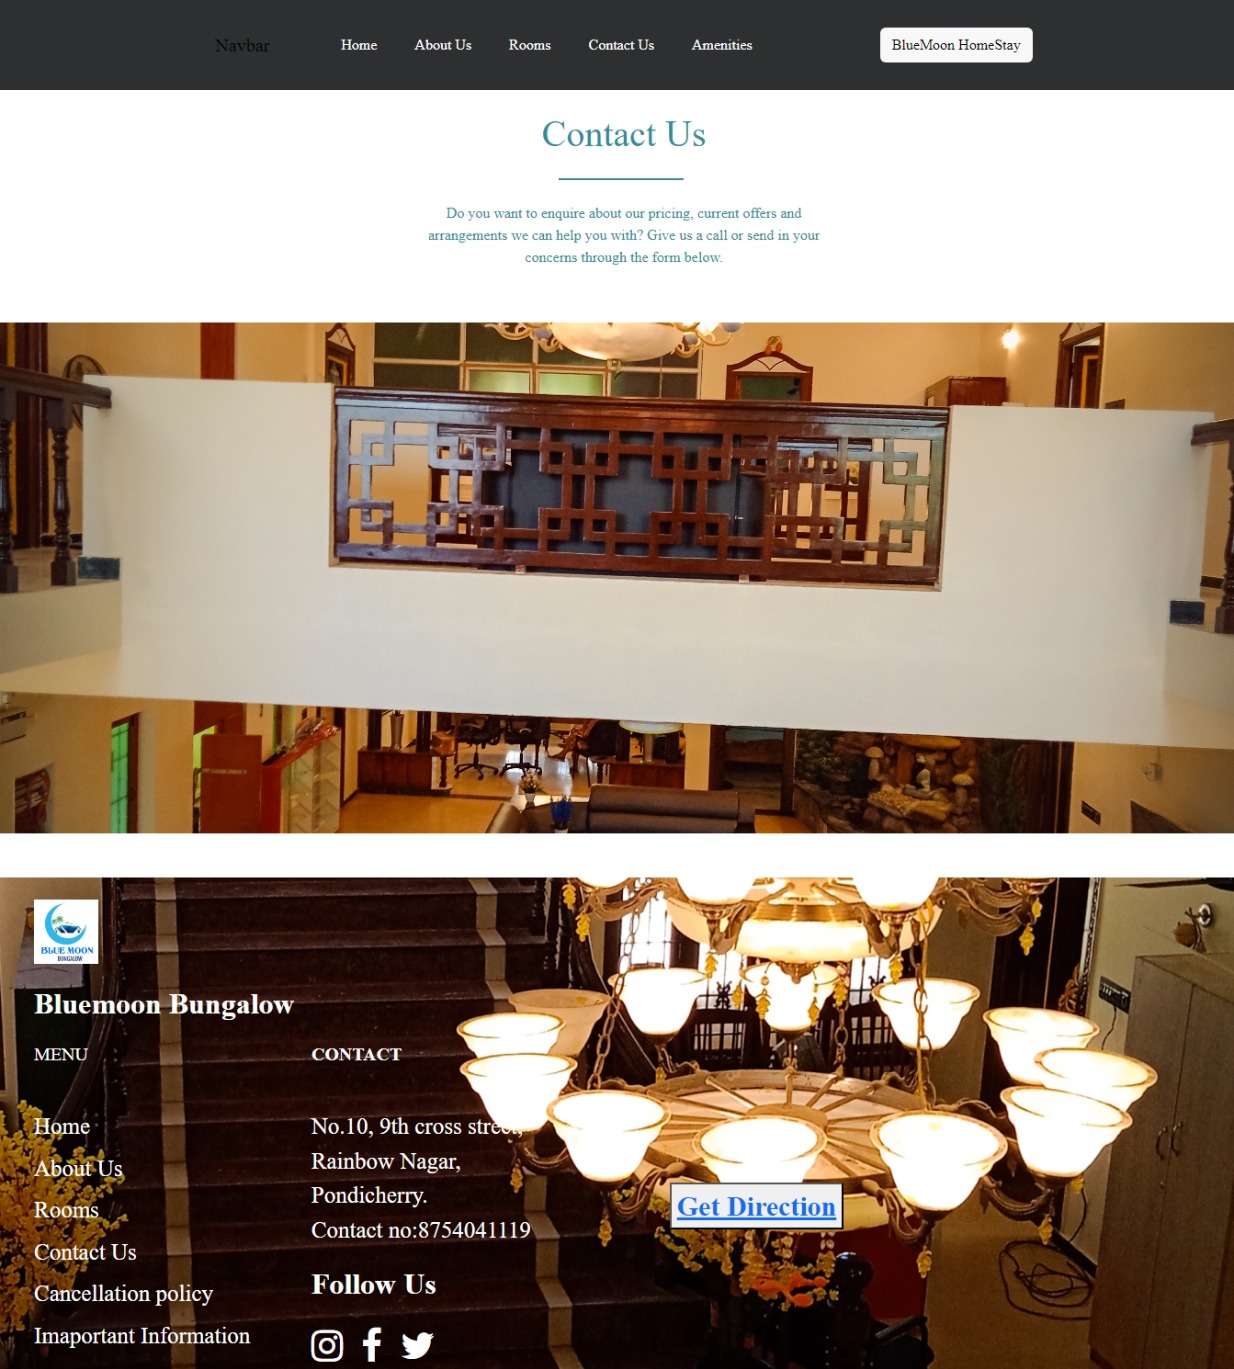 Navbar
Home
About Us
Rooms
Contact Us
Amenities
BlueMoon HomeStay
Contact Us
Do you want to enquire about our pricing, current offers and
arrangements we can help you with? Give us a call or send in your
concerns through the form below.
BLUE MOON
BUNGALOW
Bluemoon Bungalow
MENU
Home
About Us
Rooms
Contact Us
Cancellation policy
Imaportant Information
CONTACT
No.10, 9th cross street,
Rainbow Nagar,
Pondicherry.
Contact no:8754041119
Follow Us
Get Direction